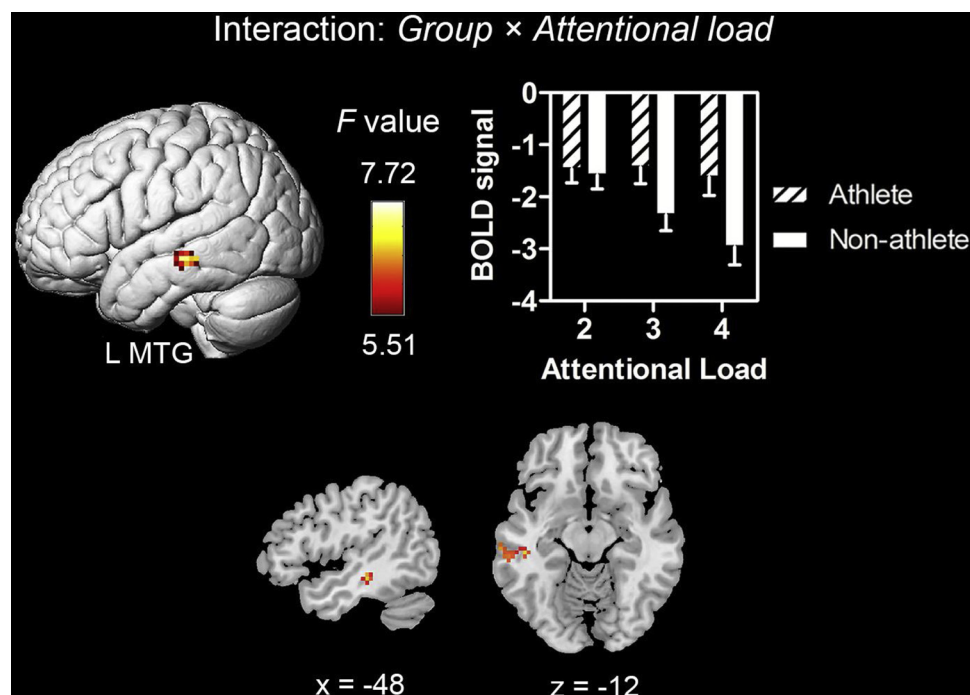 Interaction: Group × Attentional load
F value
7.72
5.51
L MTG
0
-1
-2
-3
-4
BOLD signal
2 3 4
Attentional Load
Athlete
Non-athlete
x = -48
z = -12